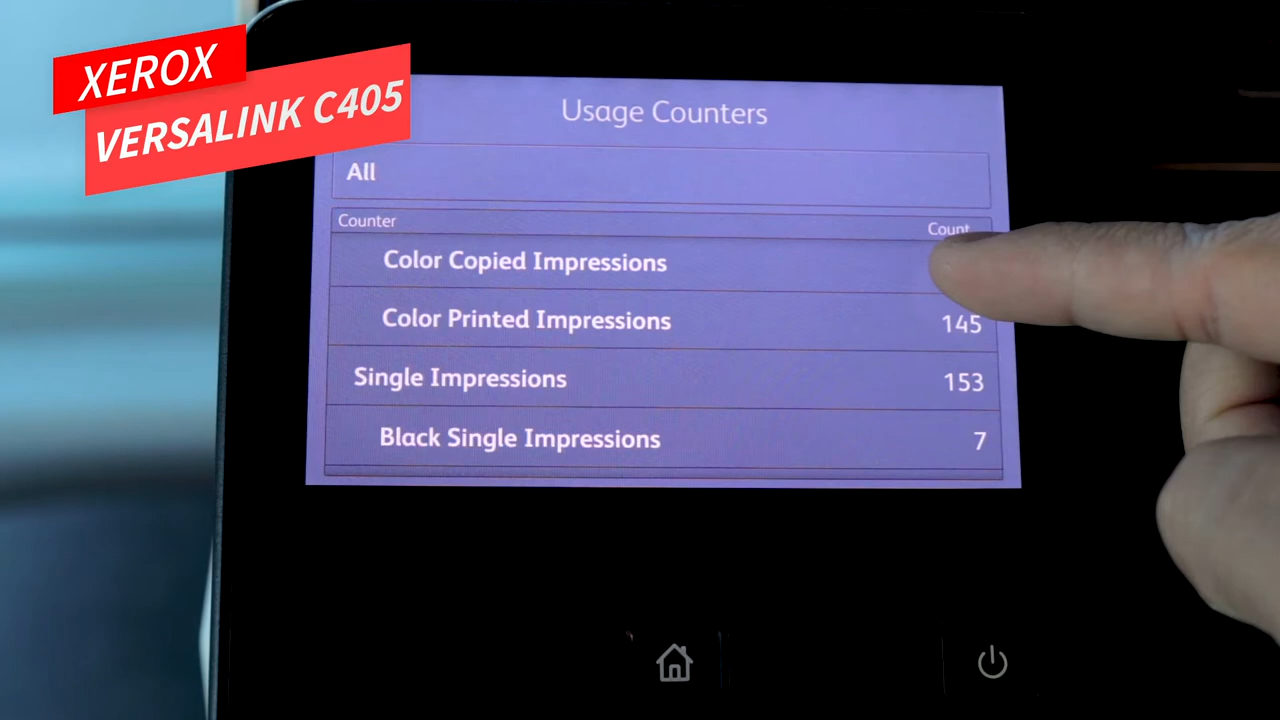 XEROX
VERSALINK C405
Usage Counters
All
Counter Count
Color Copied Impressions
Color Printed Impressions 145
Single Impressions 153
Black Single Impressions 7